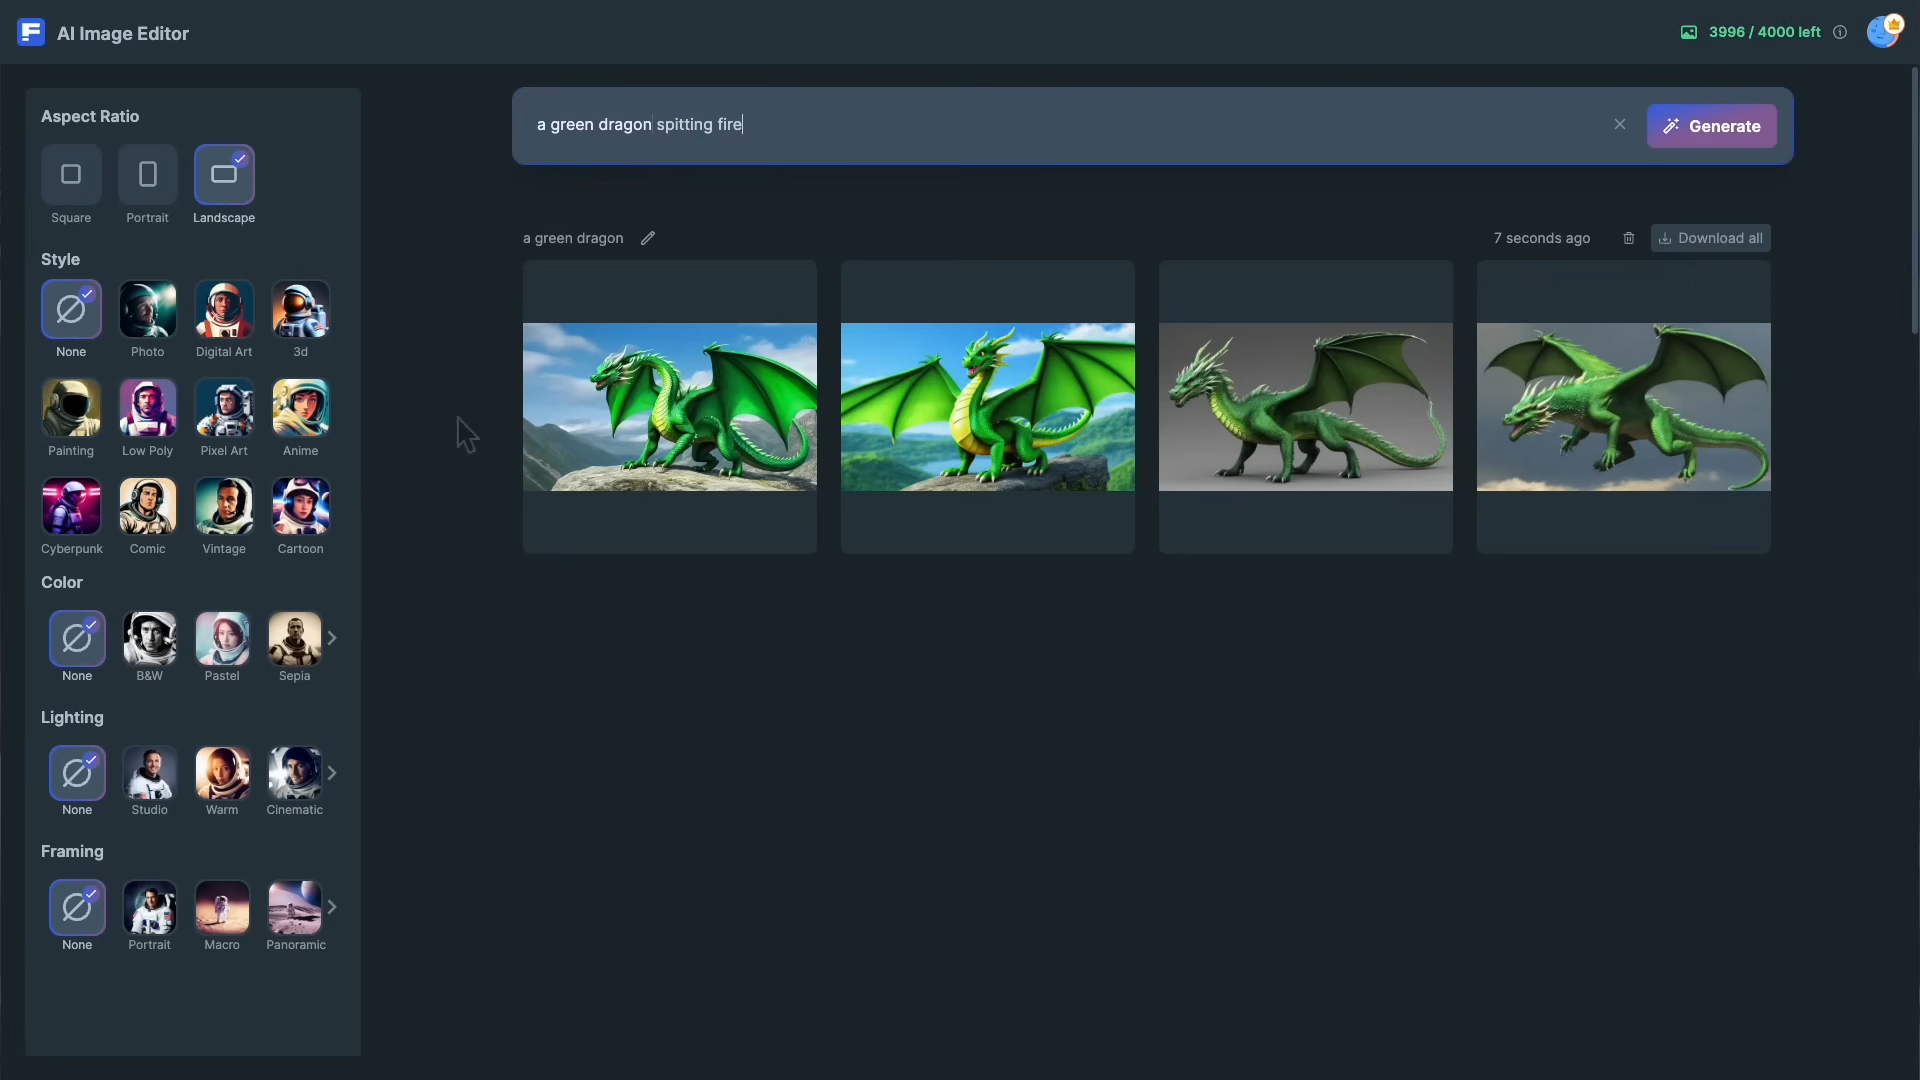 AI Image Editor
3996 / 4000 left
Aspect Ratio
Square Portrait Landscape
Style
None Photo Digital Art 3d
Painting Low Poly Pixel Art Anime
Cyberpunk Comic Vintage Cartoon
Color
None B&W Pastel Sepia
Lighting
None Studio Warm Cinematic
Framing
None Portrait Macro Panoramic
a green dragon spitting fire
Generate
a green dragon
7 seconds ago
Download all